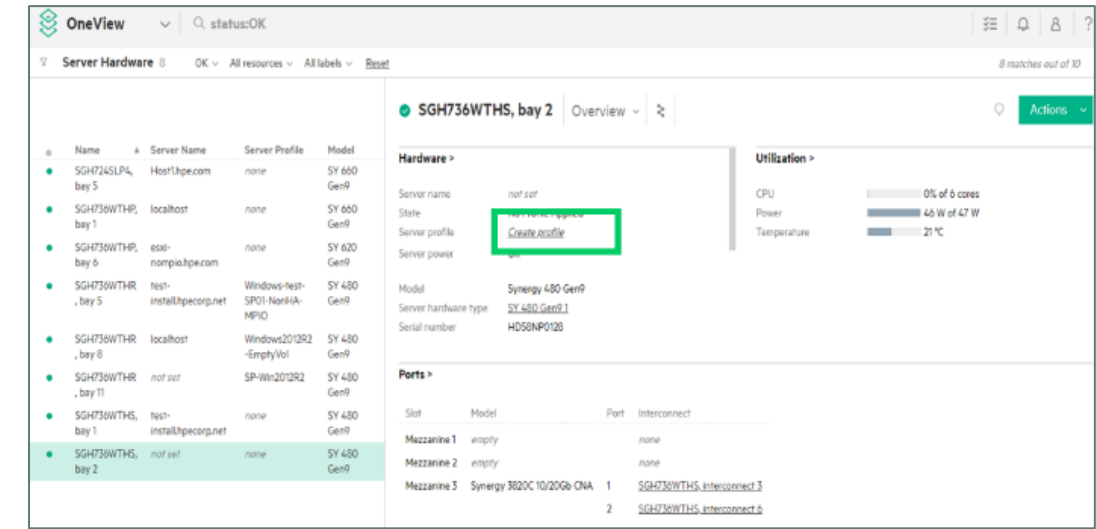 OneView status:OK ?
Server Hardware 8 OK All resources All labels Reset 8 matches out of 10
SGH736WTHS, bay 2 Overview Actions
Name Server Name Server Profile Model
SGH724SLP4, bay 5 Host1.hpe.com none SY 660 Gen9
SGH736WTHP, bay 1 localhost none SY 660 Gen9
SGH736WTHP, bay 6 esxi-nompio.hpe.com none SY 620 Gen9
SGH736WTHR, bay 5 test-install.hpecorp.net Windows-test-SP01-NonHA-MPIO SY 480 Gen9
SGH736WTHR, bay 8 localhost Windows2012R2-EmptyVol SY 480 Gen9
SGH736WTHR, bay 11 not set SP-Win2012R2 SY 480 Gen9
SGH736WTHS, bay 1 test-install.hpecorp.net none SY 480 Gen9
SGH736WTHS, bay 2 not set none SY 480 Gen9
Hardware >
Server name not set
State
Server profile Create profile
Server power
Model Synergy 480 Gen9
Server hardware type SY 480 Gen9 1
Serial number HD58NP0128
Utilization >
CPU 0% of 6 cores
Power 46 W of 47 W
Temperature 21 °C
Ports >
Slot Model Port Interconnect
Mezzanine 1 empty none
Mezzanine 2 empty none
Mezzanine 3 Synergy 3820C 10/20Gb CNA 1 SGH736WTHS, interconnect 3
2 SGH736WTHS, interconnect 6